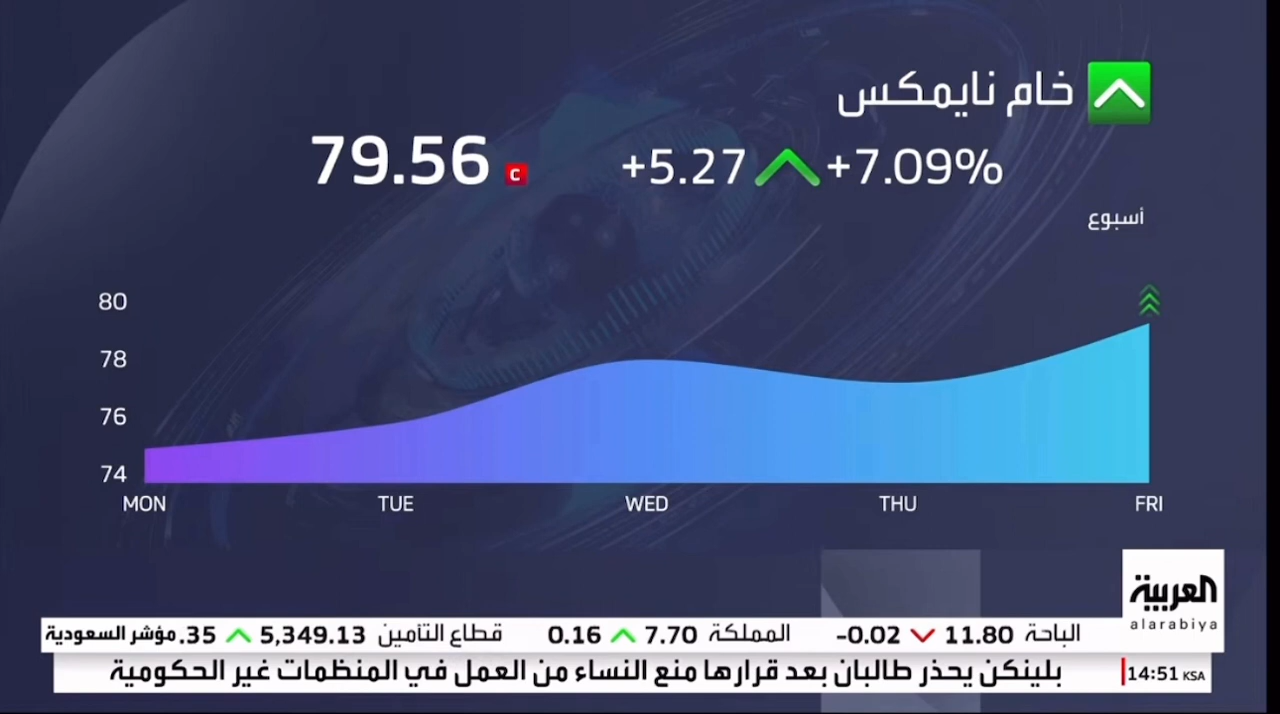 خام نايمكس
79.56 c +5.27 +7.09%
أسبوع
80
78
76
74
MON TUE WED THU FRI
العربية
alarabiya
الباحة 11.80 -0.02 المملكة 7.70 0.16 قطاع التأمين 5,349.13 35. مؤشر السعودية
14:51 KSA
بلينكن يحذر طالبان بعد قرارها منع النساء من العمل في المنظمات غير الحكومية